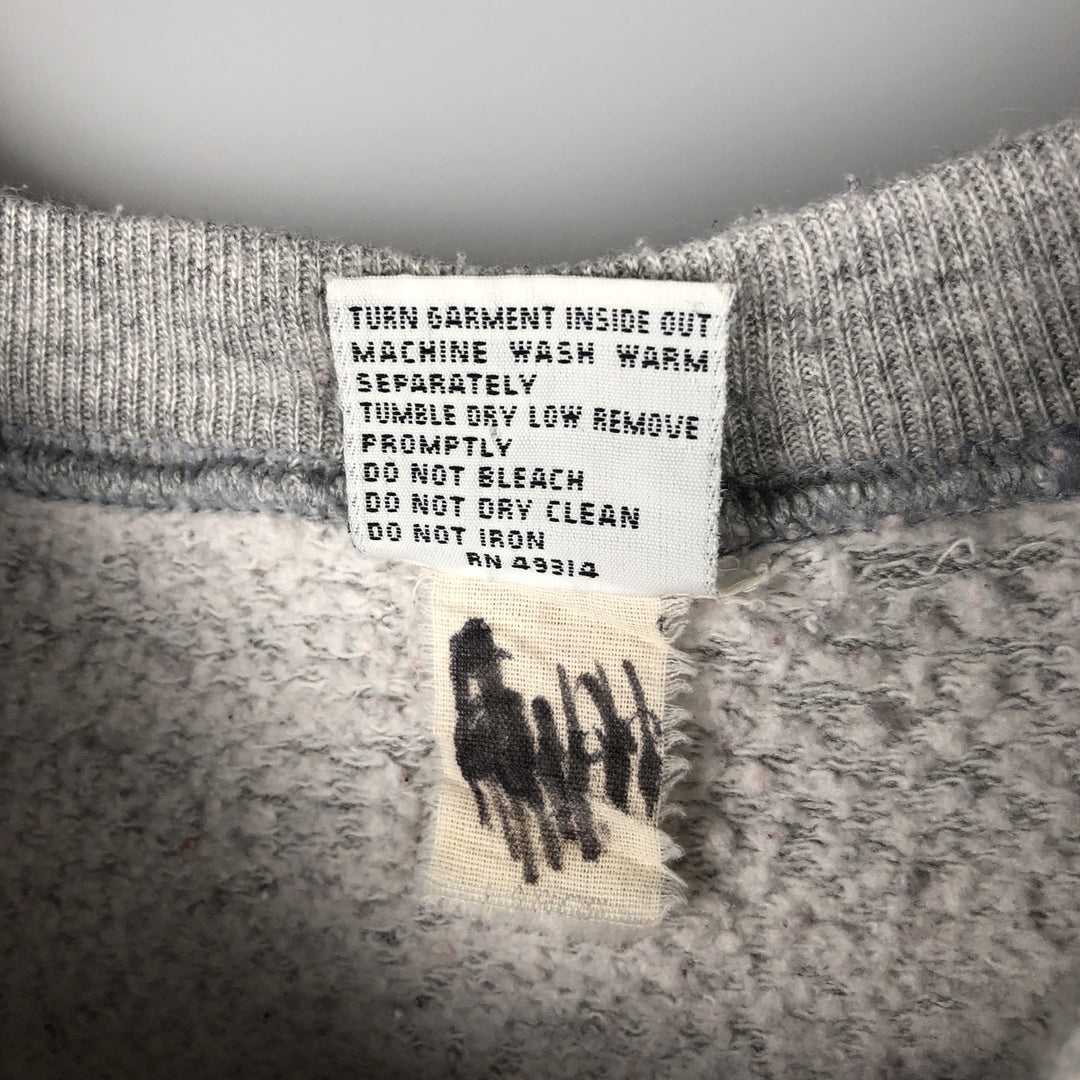 TURN GARMENT INSIDE OUT
MACHINE WASH WARM
SEPARATELY
TUMBLE DRY LOW REMOVE
PROMPTLY
DO NOT BLEACH
DO NOT DRY CLEAN
DO NOT IRON
RN 49314